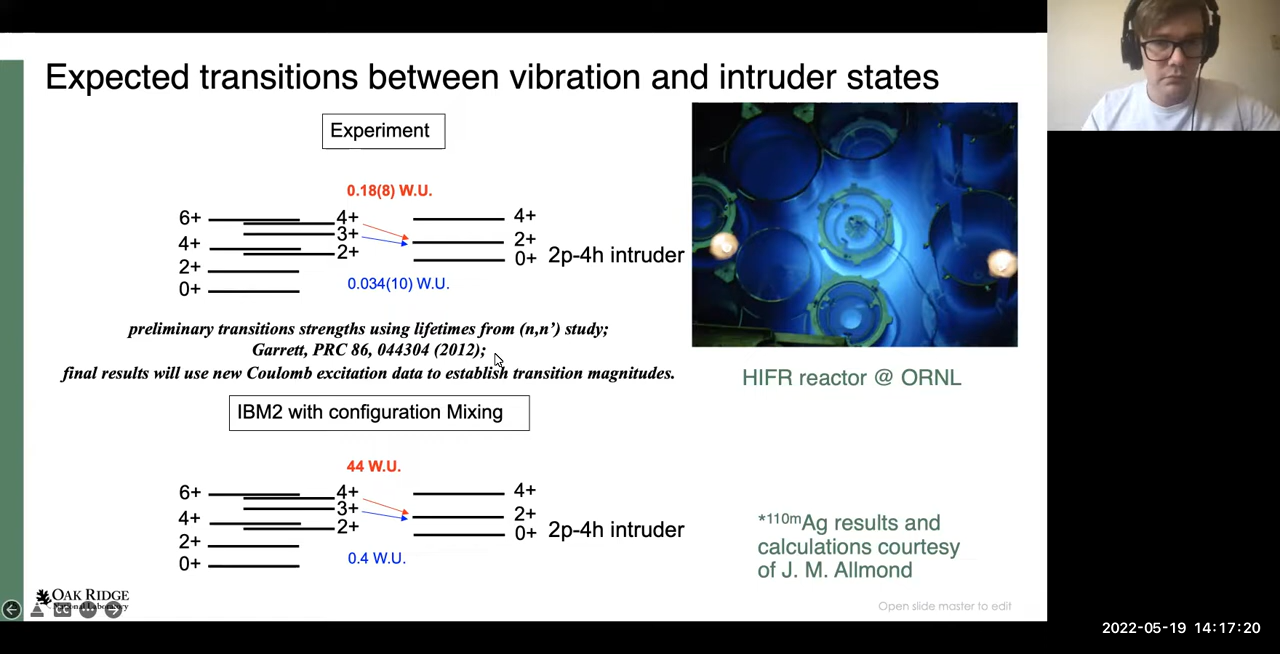 Expected transitions between vibration and intruder states
Experiment
0.18(8) W.U.
6+
4+
4+
3+
2+
4+
2+
0+
2+
0+
2p-4h intruder
0.034(10) W.U.
preliminary transitions strengths using lifetimes from (n,n’) study;
Garrett, PRC 86, 044304 (2012);
final results will use new Coulomb excitation data to establish transition magnitudes.
IBM2 with configuration Mixing
44 W.U.
6+
4+
4+
3+
2+
4+
2+
0+
2+
0+
2p-4h intruder
0.4 W.U.
HIFR reactor @ ORNL
*110mAg results and
calculations courtesy
of J. M. Allmond
OAK RIDGE
National Laboratory
CC
Open slide master to edit
2022-05-19 14:17:20